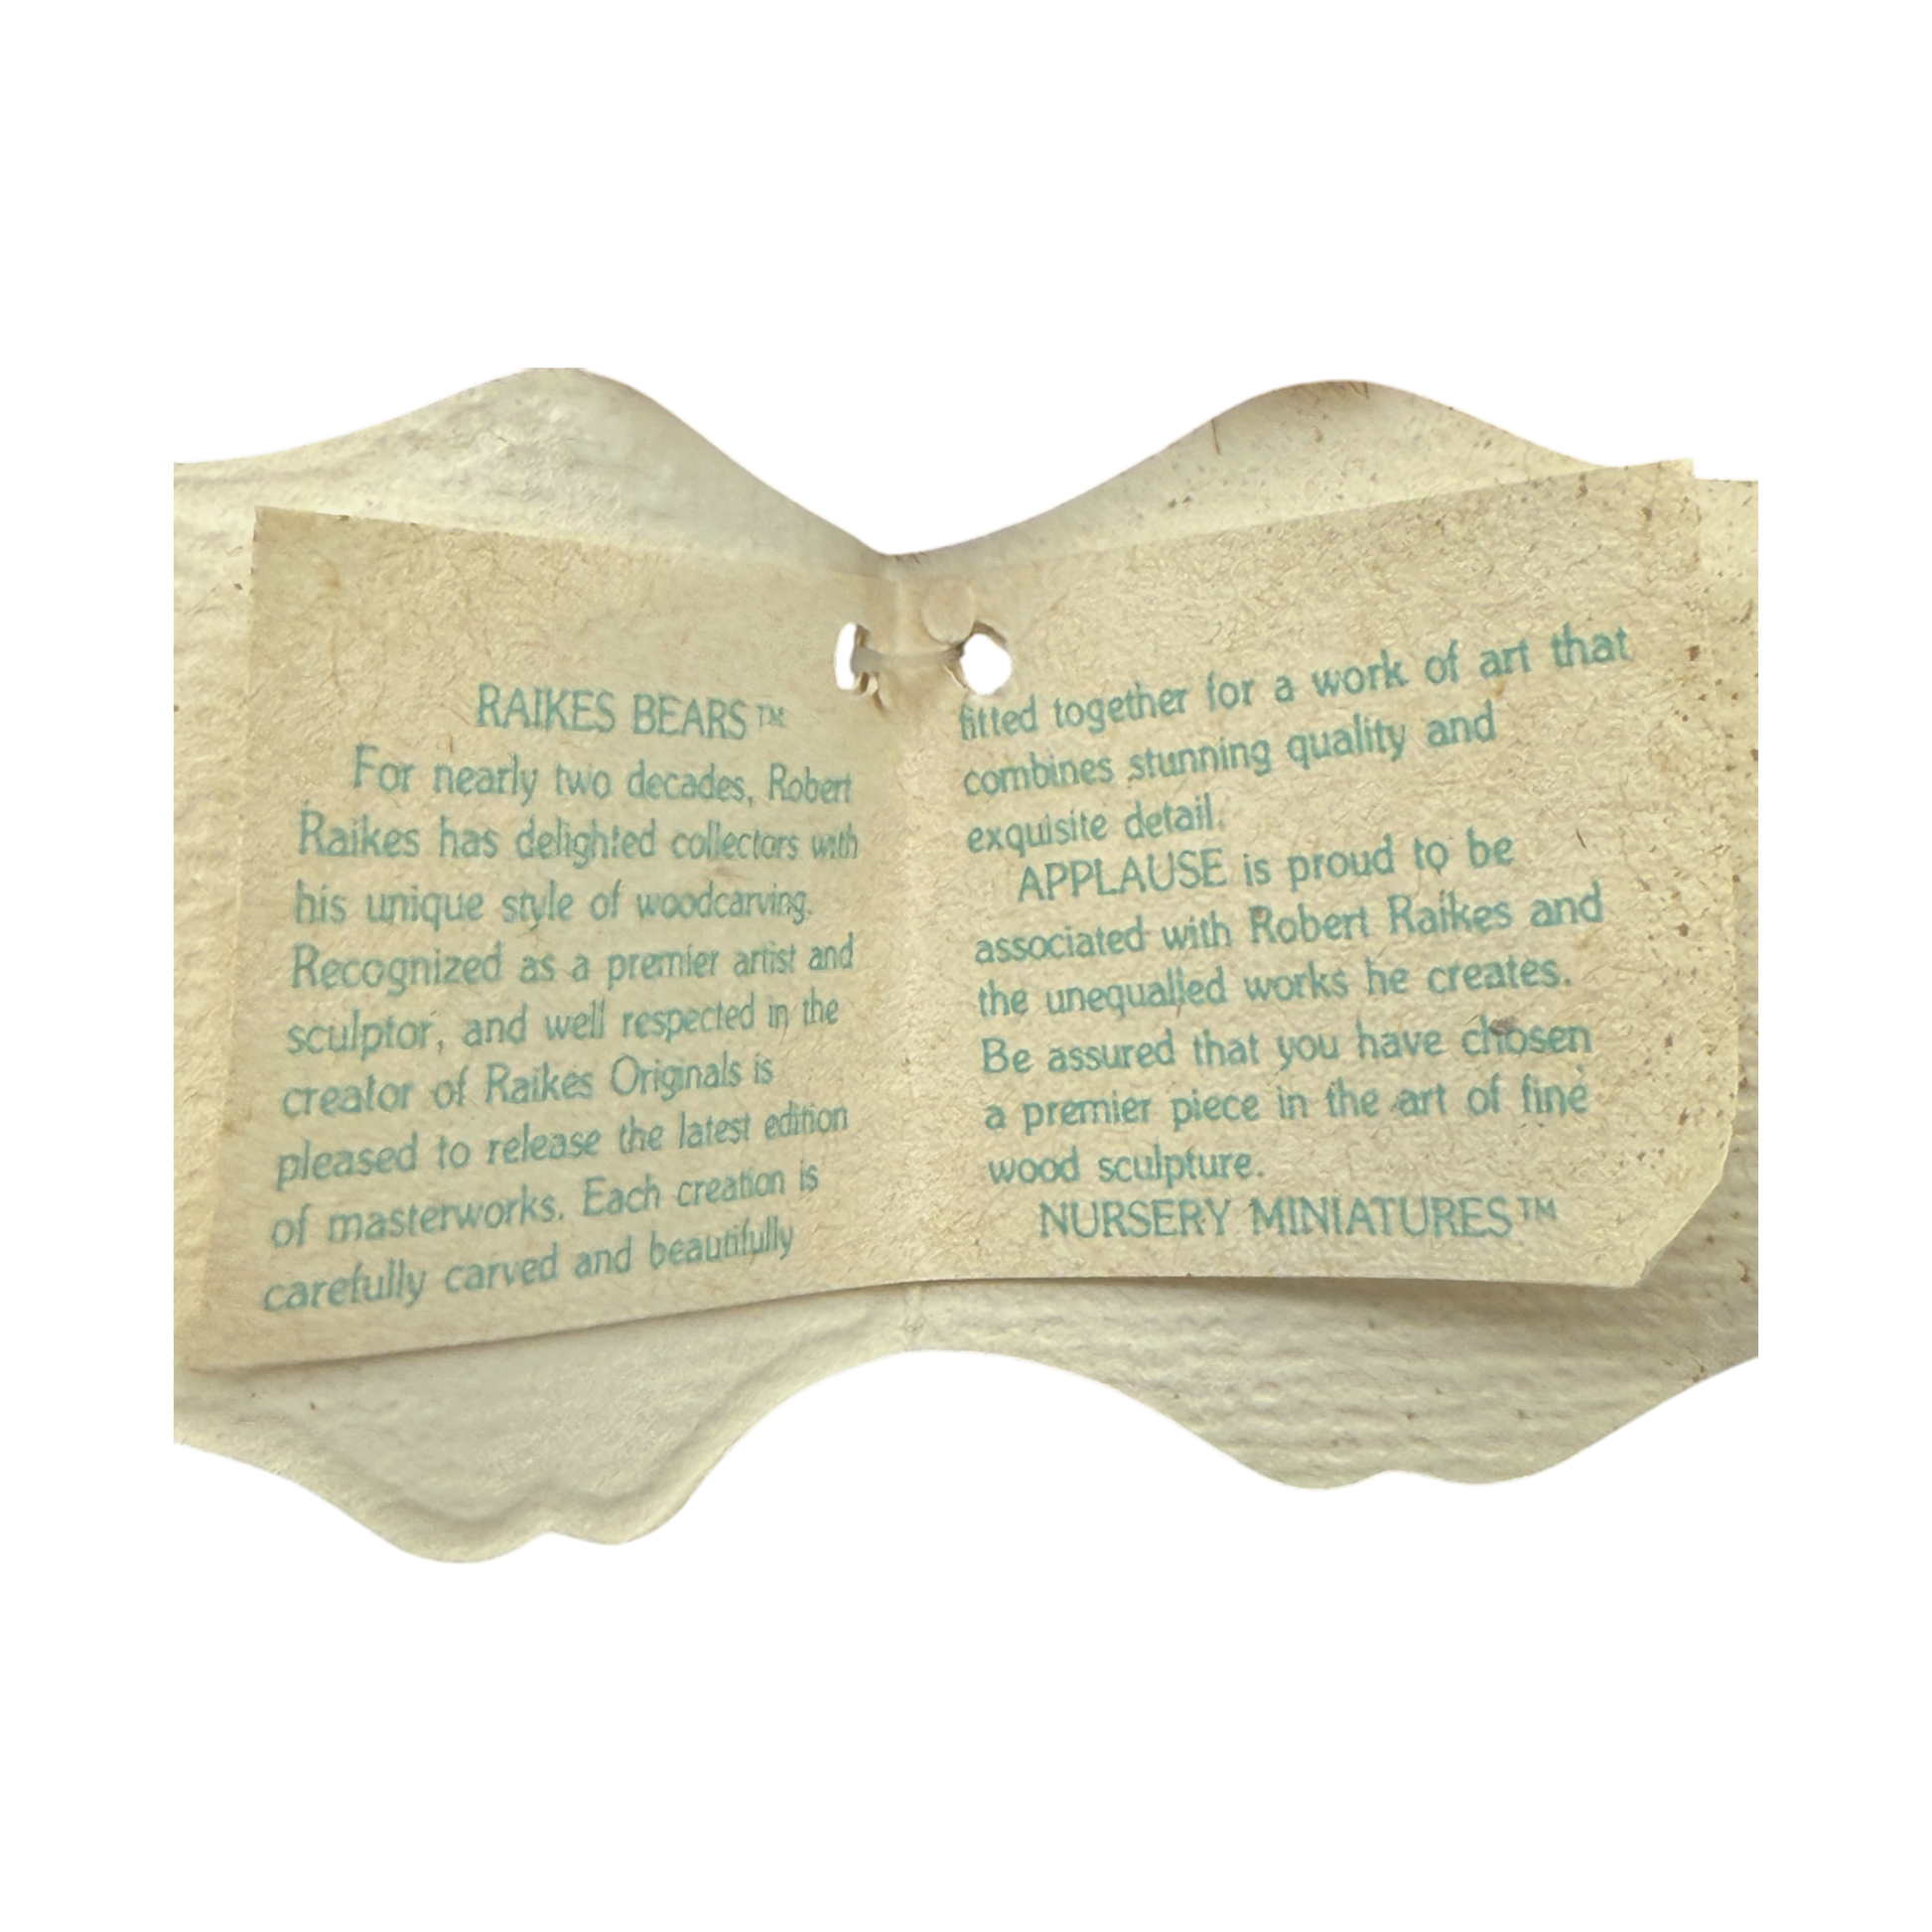 RAIKES BEARS™
For nearly two decades, Robert
Raikes has delighted collectors with
his unique style of woodcarving.
Recognized as a premier artist and
sculptor, and well respected in the
creator of Raikes Originals is
pleased to release the latest edition
of masterworks. Each creation is
carefully carved and beautifully
fitted together for a work of art that
combines stunning quality and
exquisite detail.
APPLAUSE is proud to be
associated with Robert Raikes and
the unequalled works he creates.
Be assured that you have chosen
a premier piece in the art of fine
wood sculpture.
NURSERY MINIATURES™